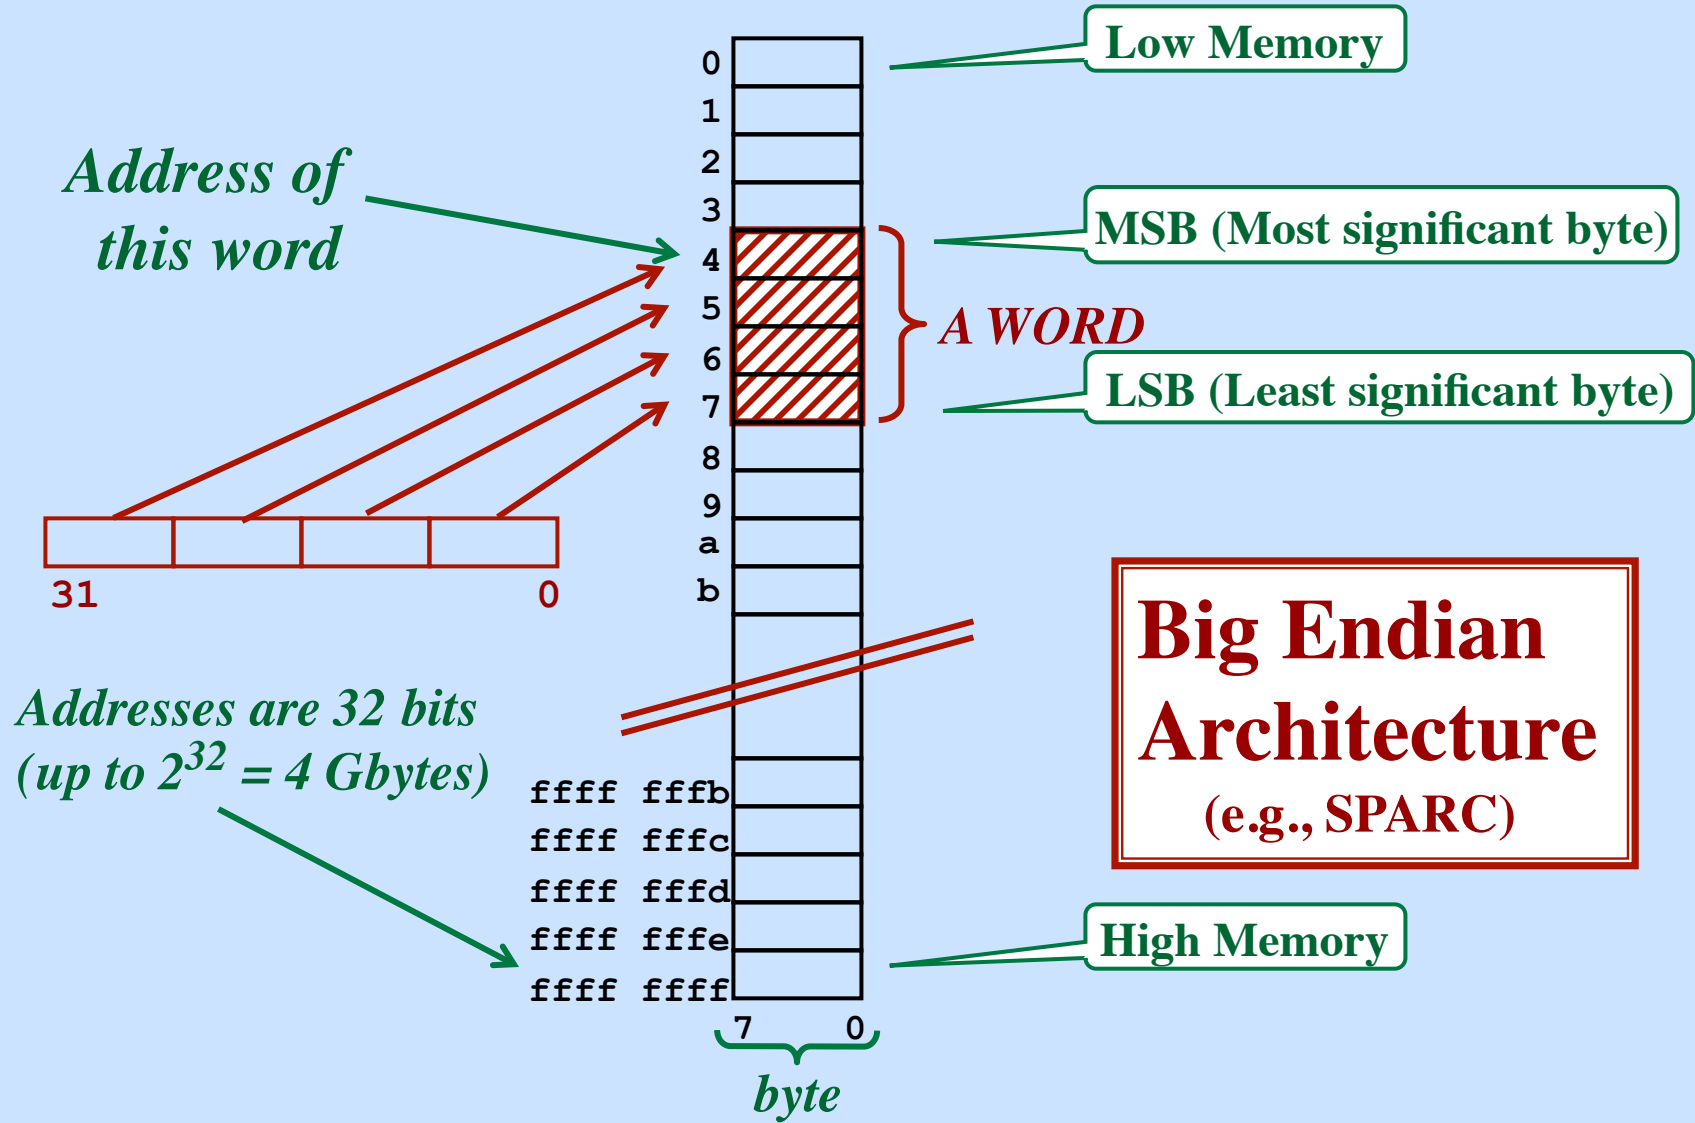 Low Memory
0
1
2
3
4
5
6
7
8
9
a
b
Address of
this word
MSB (Most significant byte)
A WORD
LSB (Least significant byte)
31 0
Big Endian
Architecture
(e.g., SPARC)
Addresses are 32 bits
(up to 2^32 = 4 Gbytes)
ffff fffb
ffff fffc
ffff fffd
ffff fffe
ffff ffff
High Memory
7 0
byte